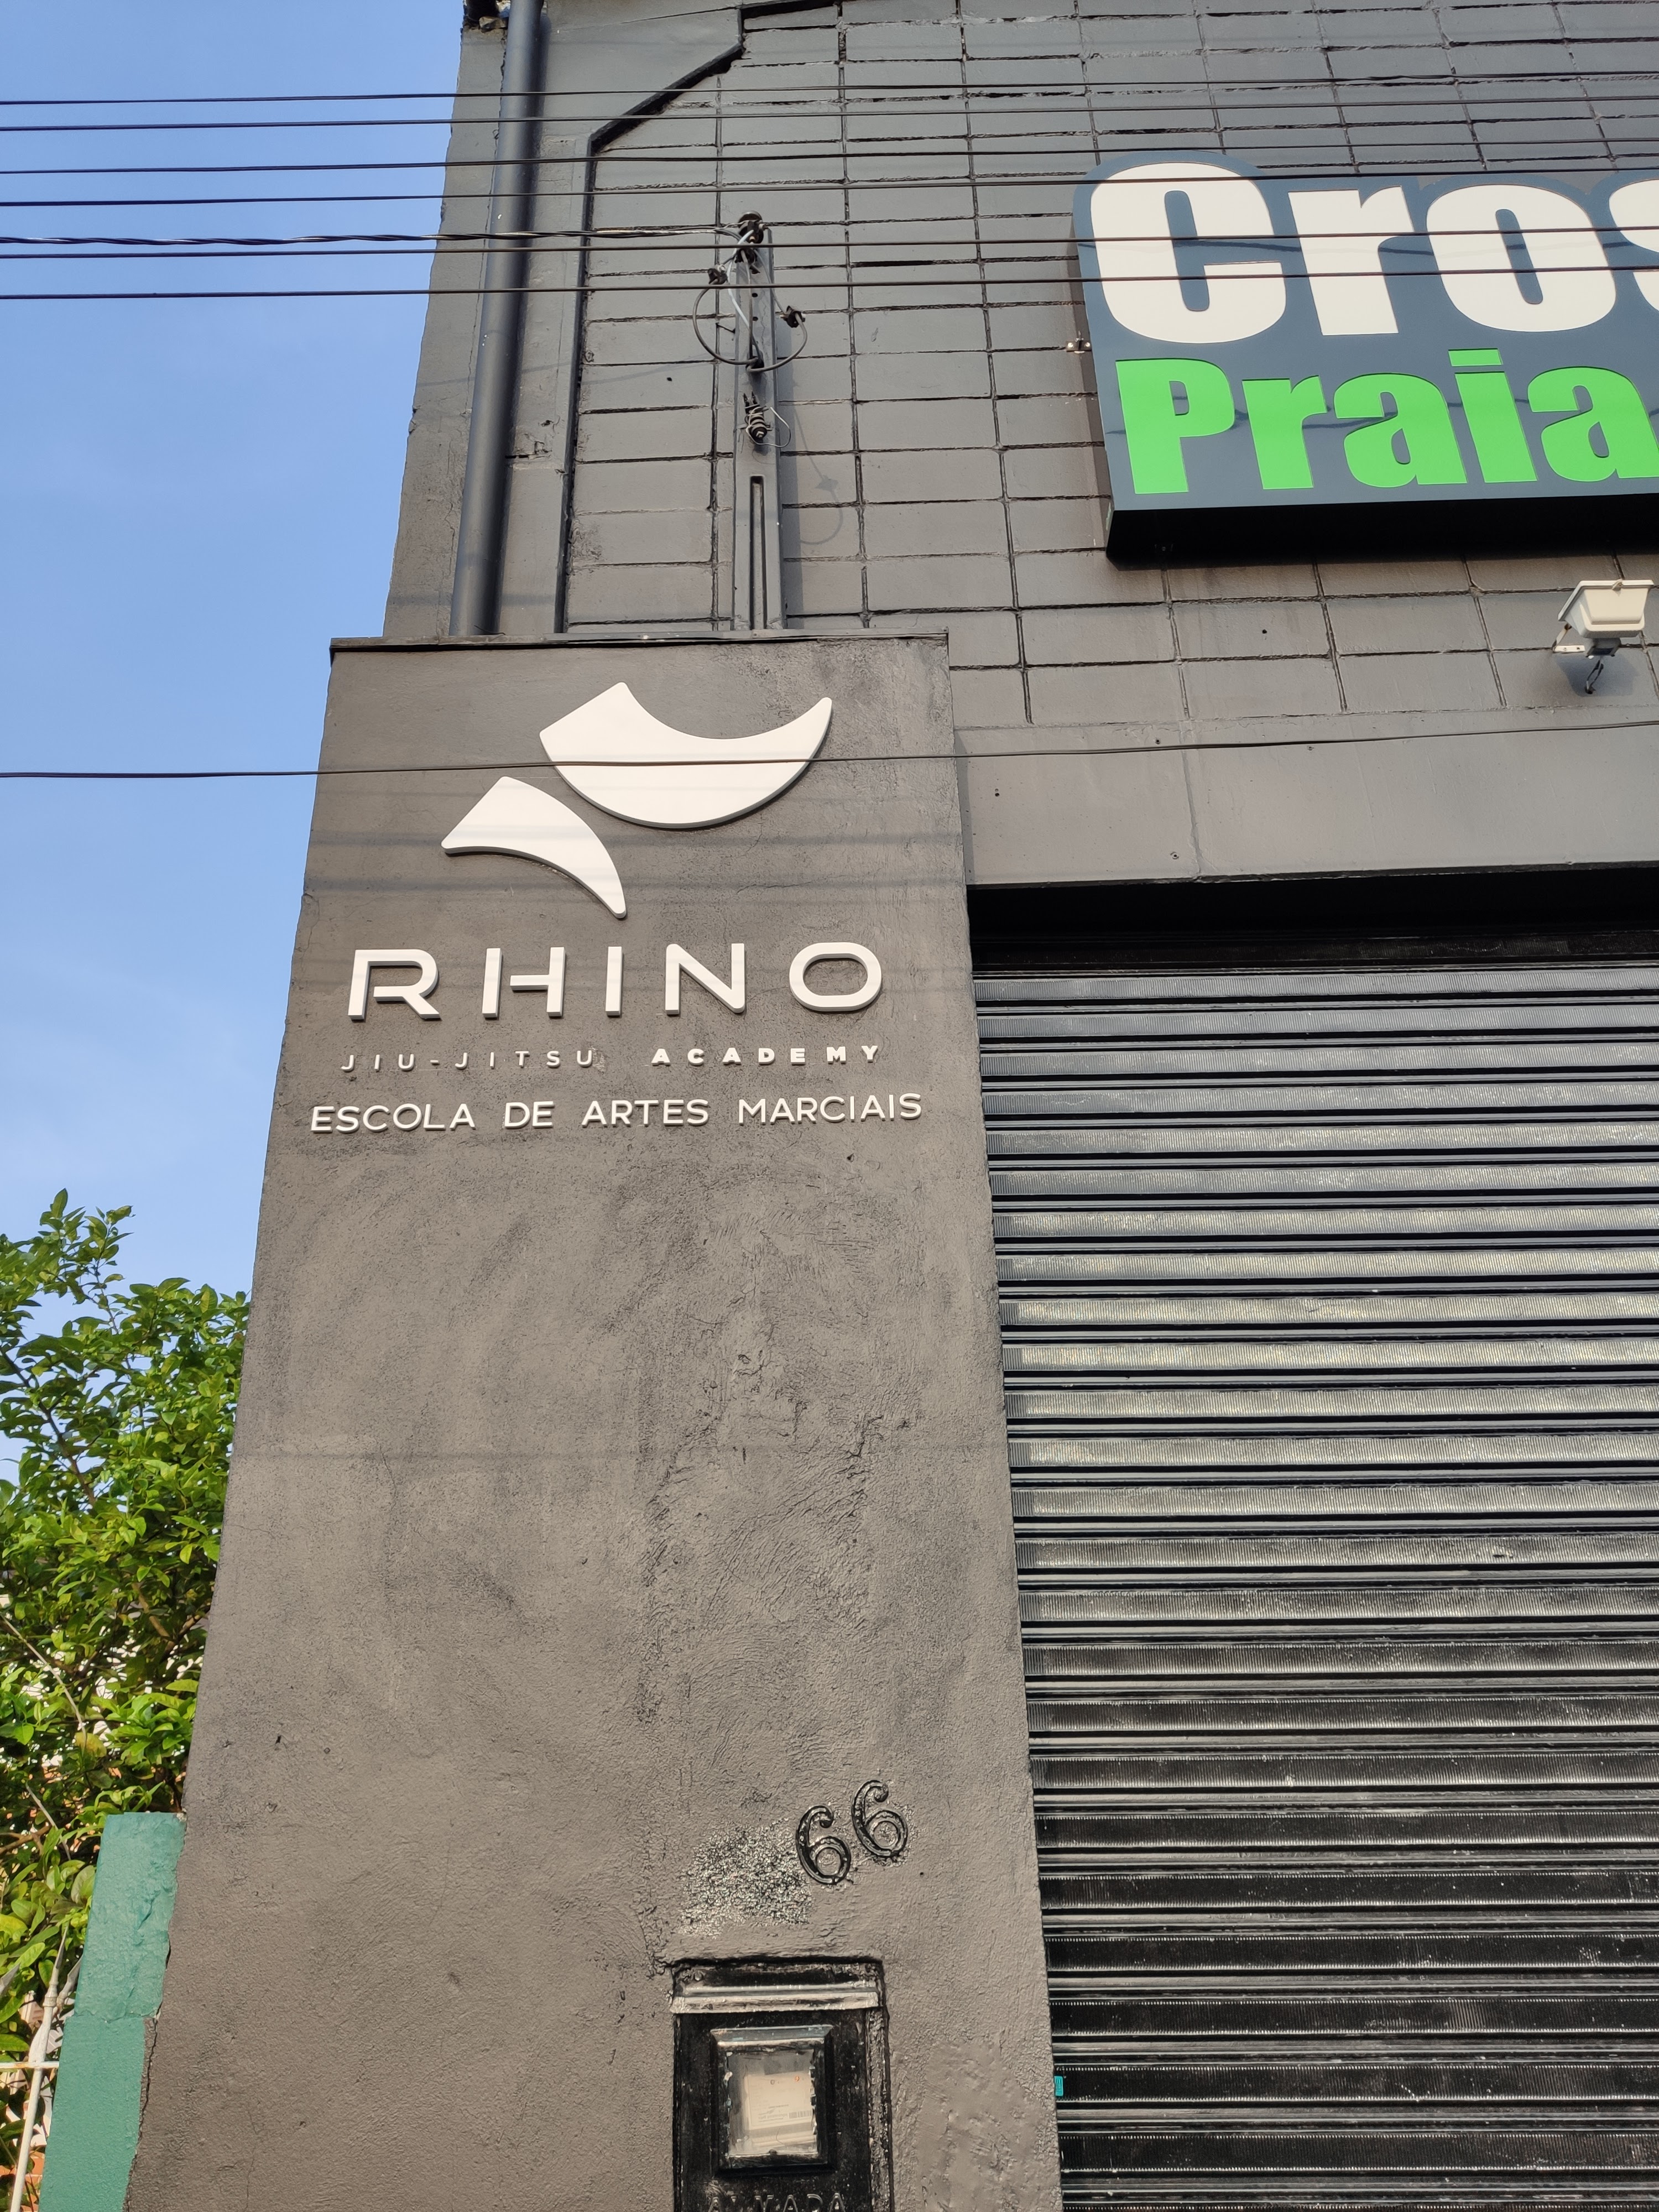 Cros
Praia
RHINO
JIU-JITSU ACADEMY
ESCOLA DE ARTES MARCIAIS
66